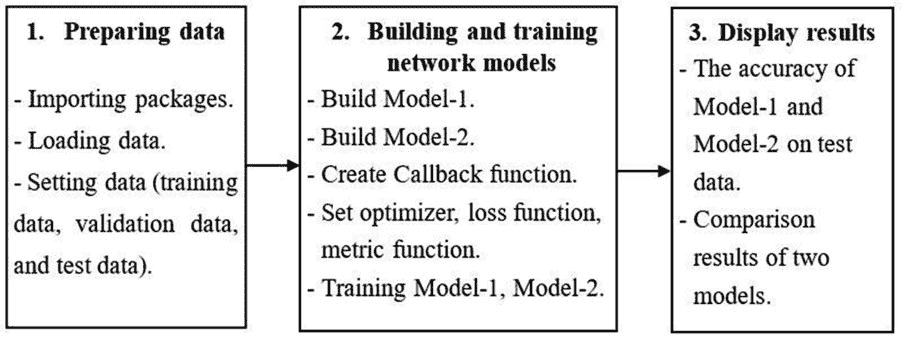 1. Preparing data
- Importing packages.
- Loading data.
- Setting data (training
data, validation data,
and test data).
2. Building and training
network models
- Build Model-1.
- Build Model-2.
- Create Callback function.
- Set optimizer, loss function,
metric function.
- Training Model-1, Model-2.
3. Display results
- The accuracy of
Model-1 and
Model-2 on test
data.
- Comparison
results of two
models.